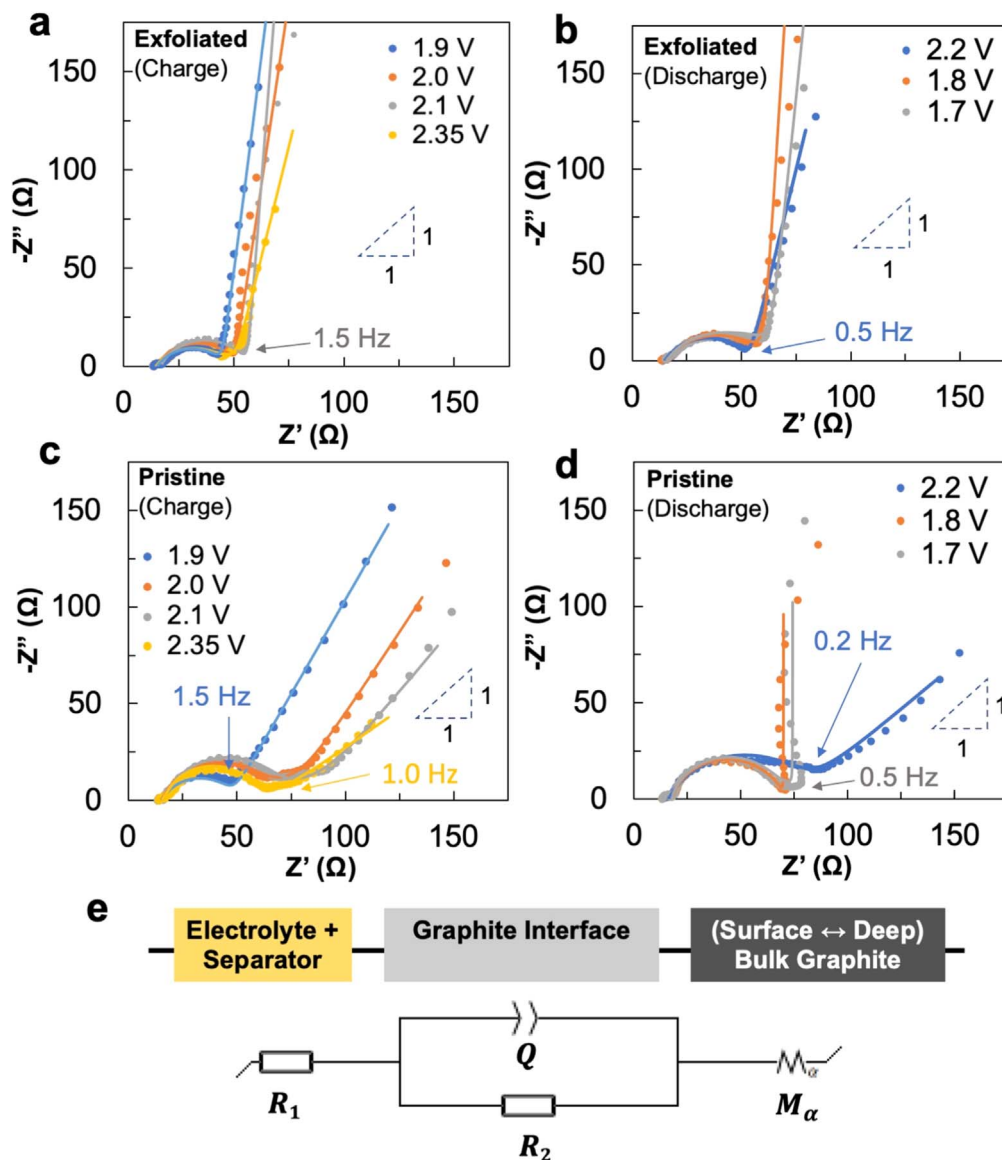 a
Exfoliated
(Charge)
1.9 V
2.0 V
2.1 V
2.35 V
150
100
50
0
-Z” (Ω)
1
1
1.5 Hz
0 50 100 150
Z’ (Ω)
b
Exfoliated
(Discharge)
2.2 V
1.8 V
1.7 V
150
100
50
0
-Z” (Ω)
1
1
0.5 Hz
0 50 100 150
Z’ (Ω)
c
Pristine
(Charge)
1.9 V
2.0 V
2.1 V
2.35 V
150
100
50
0
-Z” (Ω)
1.5 Hz
1
1
1.0 Hz
0 50 100 150
Z’ (Ω)
d
Pristine
(Discharge)
2.2 V
1.8 V
1.7 V
150
100
50
0
-Z” (Ω)
0.2 Hz
1
1
0.5 Hz
0 50 100 150
Z’ (Ω)
e
Electrolyte +
Separator
Graphite Interface
(Surface ↔ Deep)
Bulk Graphite
Q
α
R₁
R₂
Mα